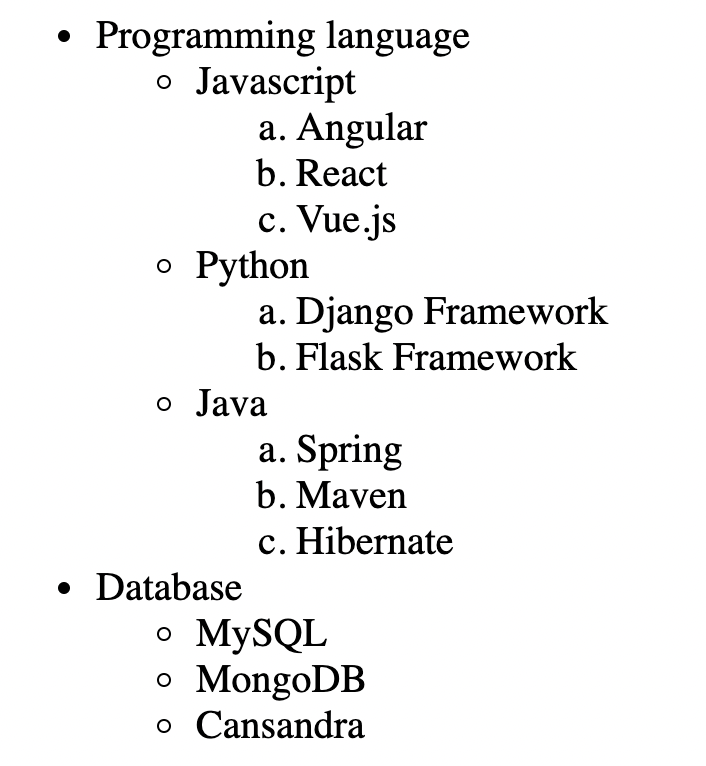 • Programming language
◦ Javascript
a. Angular
b. React
c. Vue.js
◦ Python
a. Django Framework
b. Flask Framework
◦ Java
a. Spring
b. Maven
c. Hibernate
• Database
◦ MySQL
◦ MongoDB
◦ Cansandra